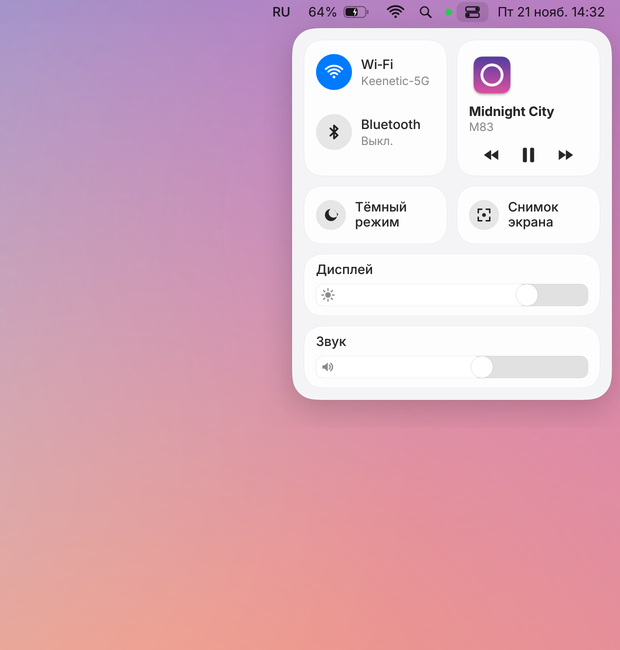 RU 64% Пт 21 нояб. 14:32
Wi-Fi
Keenetic-5G
Bluetooth
Выкл.
Midnight City
M83
Тёмный
режим
Снимок
экрана
Дисплей
Звук